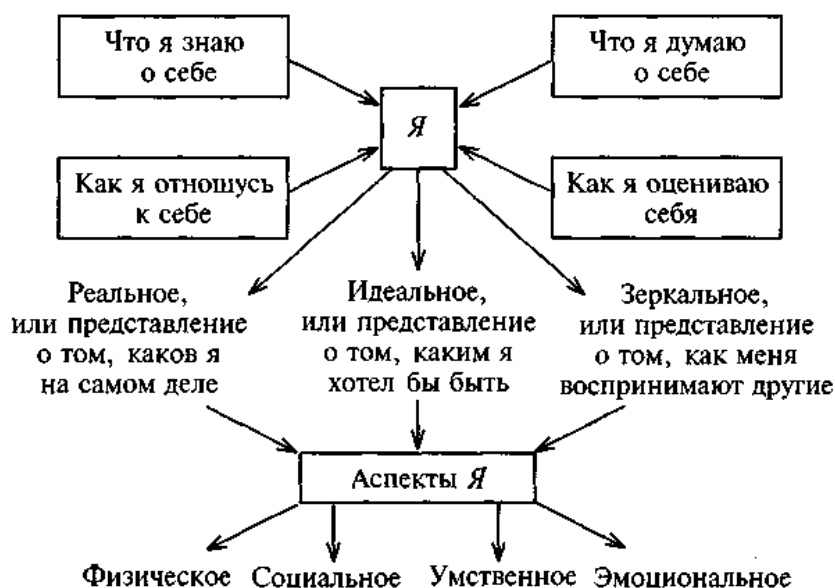 Что я знаю
о себе
Что я думаю
о себе
Я
Как я отношусь
к себе
Как я оцениваю
себя
Реальное,
или представление
о том, каков я
на самом деле
Идеальное,
или представление
о том, каким я
хотел бы быть
Зеркальное,
или представление
о том, как меня
воспринимают другие
Аспекты Я
Физическое Социальное Умственное Эмоциональное